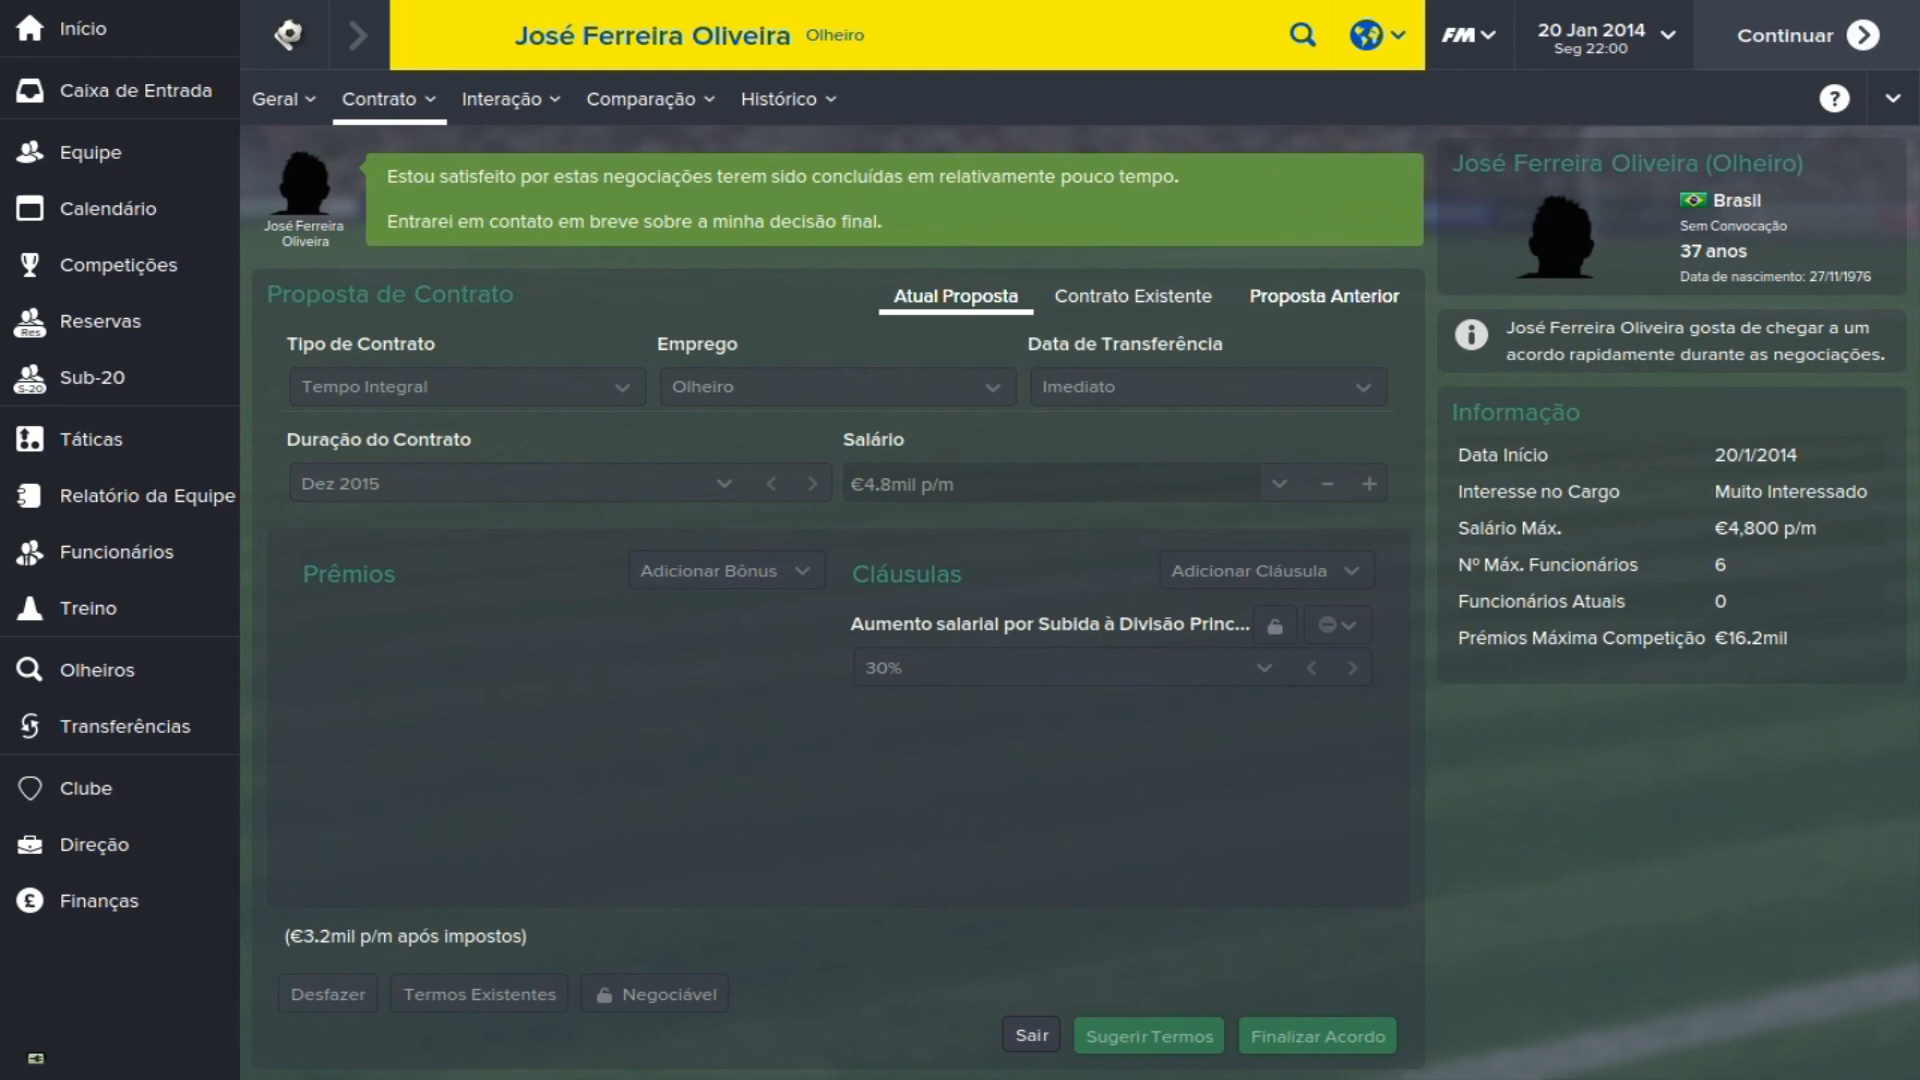 Início
Caixa de Entrada
Equipe
Calendário
Competições
Res
Reservas
S-20
Sub-20
Táticas
Relatório da Equipe
Funcionários
Treino
Olheiros
Transferências
Clube
Direção
£
Finanças
José Ferreira Oliveira Olheiro
FM
20 Jan 2014
Seg 22:00
Continuar
Geral
Contrato
Interação
Comparação
Histórico
?
José Ferreira
Oliveira
Estou satisfeito por estas negociações terem sido concluídas em relativamente pouco tempo.
Entrarei em contato em breve sobre a minha decisão final.
Proposta de Contrato
Atual Proposta
Contrato Existente
Proposta Anterior
Tipo de Contrato
Emprego
Data de Transferência
Tempo Integral
Olheiro
Imediato
Duração do Contrato
Salário
Dez 2015
€4.8mil p/m
Prêmios
Adicionar Bônus
Cláusulas
Adicionar Cláusula
Aumento salarial por Subida à Divisão Princ...
30%
(€3.2mil p/m após impostos)
Desfazer
Termos Existentes
Negociável
Sair
Sugerir Termos
Finalizar Acordo
José Ferreira Oliveira (Olheiro)
Brasil
Sem Convocação
37 anos
Data de nascimento: 27/11/1976
José Ferreira Oliveira gosta de chegar a um
acordo rapidamente durante as negociações.
Informação
Data Início 20/1/2014
Interesse no Cargo Muito Interessado
Salário Máx. €4,800 p/m
Nº Máx. Funcionários 6
Funcionários Atuais 0
Prémios Máxima Competição €16.2mil